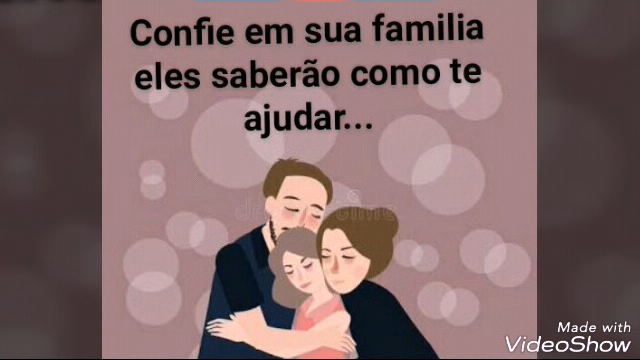 Confie em sua familia
eles saberão como te
ajudar...
Made with
VideoShow